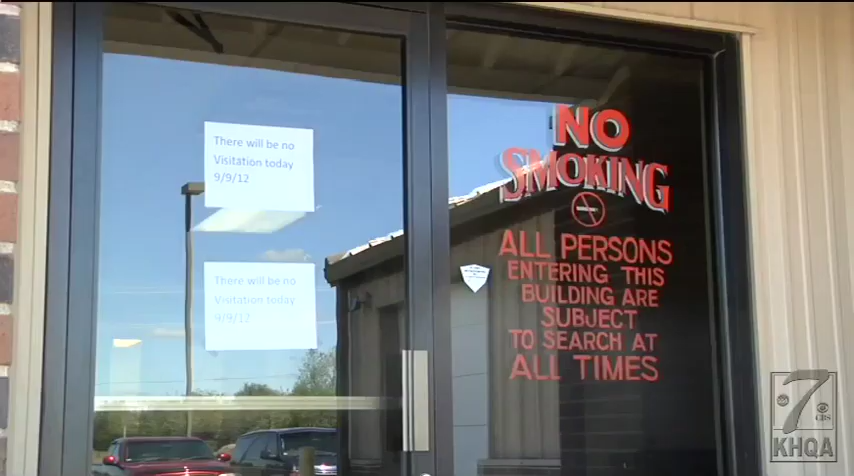 There will be no
Visitation today
9/9/12
There will be no
Visitation today
9/9/12
NO
SMOKING
ALL PERSONS
ENTERING THIS
BUILDING ARE
SUBJECT
TO SEARCH AT
ALL TIMES
7
abc
CBS
KHQA